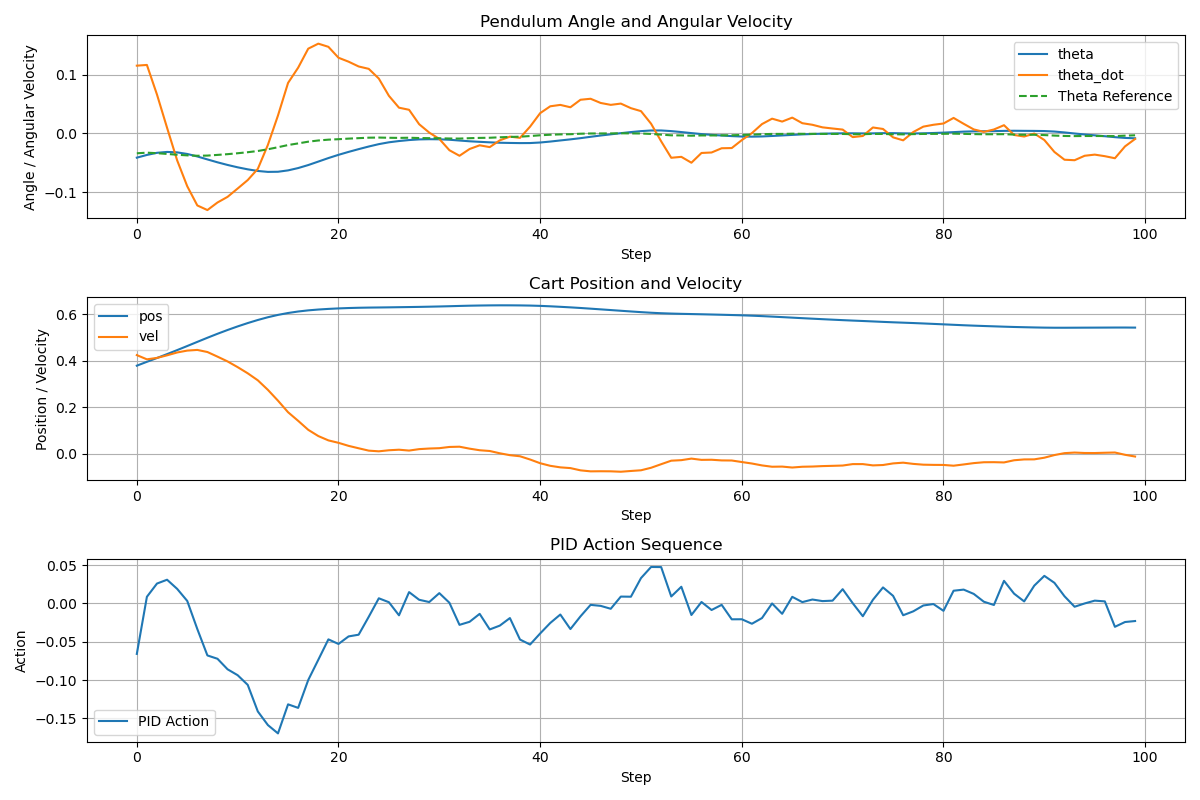 Pendulum Angle and Angular Velocity
Angle / Angular Velocity
0.1
0.0
−0.1
theta
theta_dot
Theta Reference
0 20 40 60 80 100
Step
Cart Position and Velocity
Position / Velocity
0.6
0.4
0.2
0.0
pos
vel
0 20 40 60 80 100
Step
PID Action Sequence
Action
0.05
0.00
−0.05
−0.10
−0.15
PID Action
0 20 40 60 80 100
Step